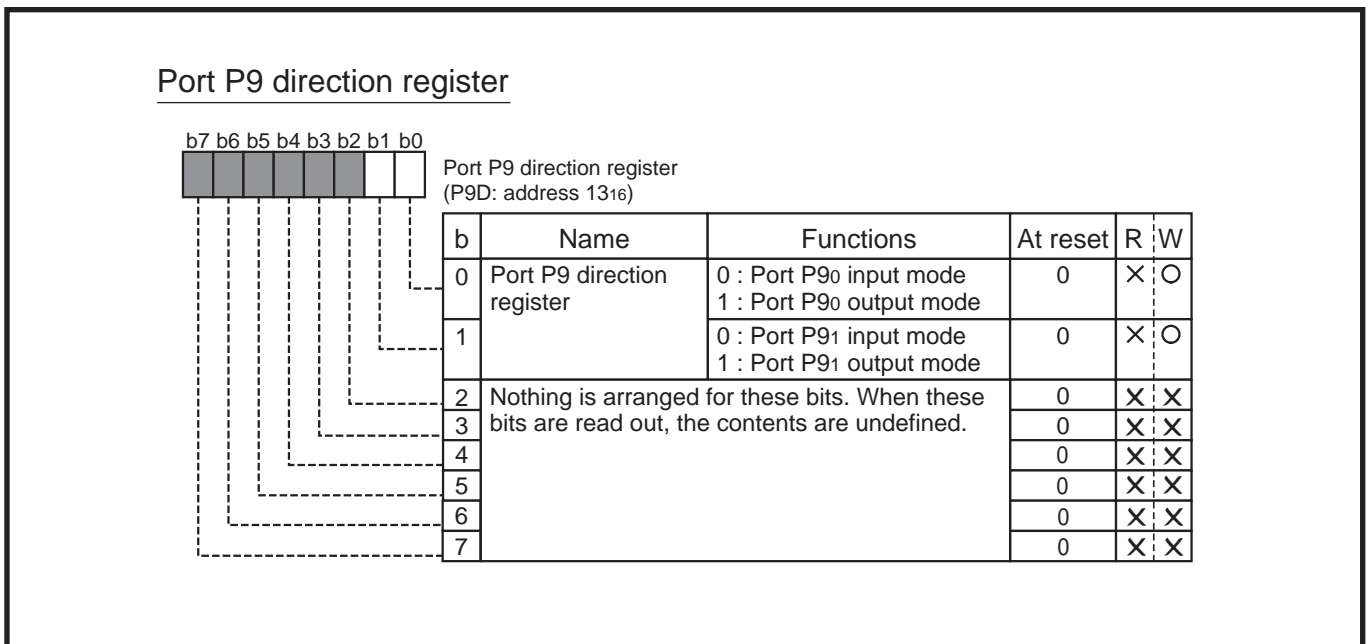 Port P9 direction register
b7 b6 b5 b4 b3 b2 b1 b0
Port P9 direction register
(P9D: address 1316)
b Name Functions At reset R W
0 Port P9 direction register 0 : Port P90 input mode 0 × O
1 : Port P90 output mode
1 0 : Port P91 input mode 0 × O
1 : Port P91 output mode
2 Nothing is arranged for these bits. When these 0 × ×
3 bits are read out, the contents are undefined. 0 × ×
4 0 × ×
5 0 × ×
6 0 × ×
7 0 × ×